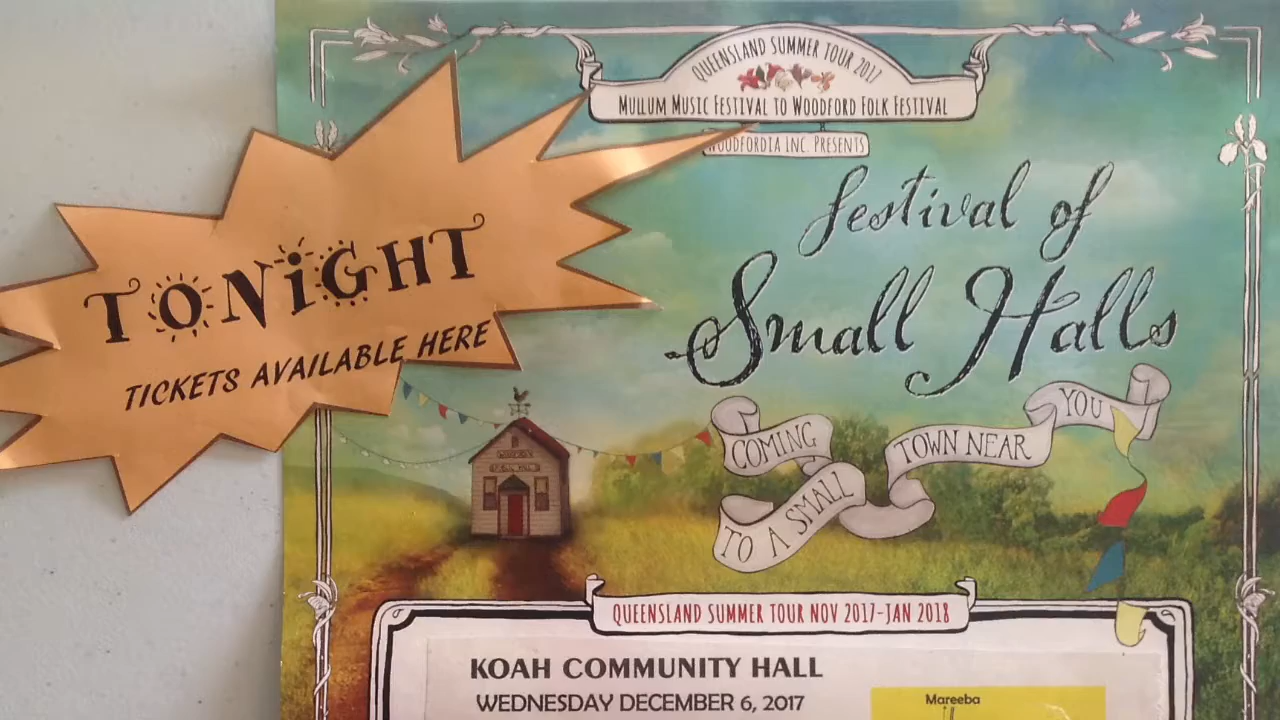 QUEENSLAND SUMMER TOUR 2017
MULLUM MUSIC FESTIVAL TO WOODFORD FOLK FESTIVAL
WOODFORDIA INC. PRESENTS
festival of
Small Halls
TONiGHT
TICKETS AVAILABLE HERE
COMING
TO A SMALL
TOWN NEAR
YOU
QUEENSLAND SUMMER TOUR NOV 2017-JAN 2018
KOAH COMMUNITY HALL
WEDNESDAY DECEMBER 6, 2017
Mareeba